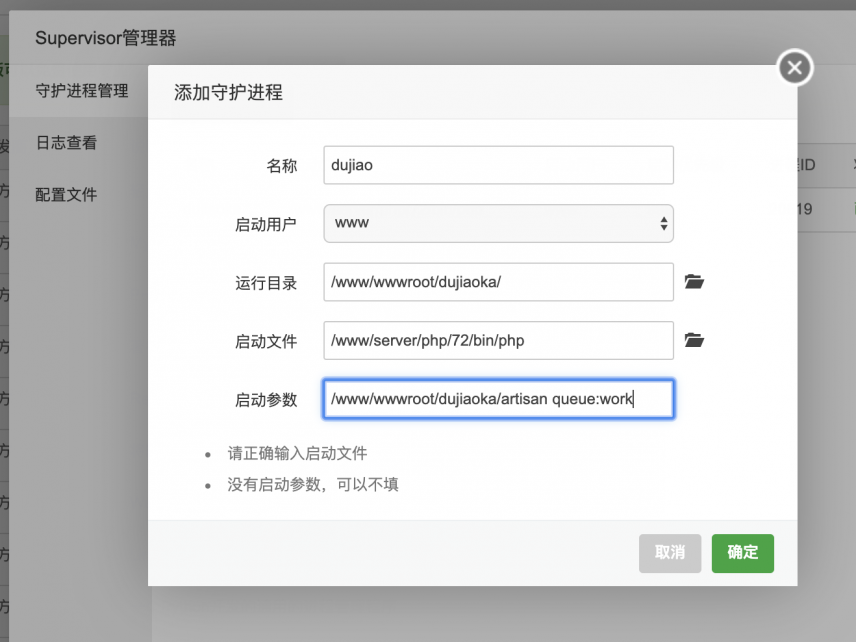 Supervisor管理器
守护进程管理
日志查看
配置文件
添加守护进程
名称 dujiao
启动用户 www
运行目录 /www/wwwroot/dujiaoka/
启动文件 /www/server/php/72/bin/php
启动参数 /www/wwwroot/dujiaoka/artisan queue:work
请正确输入启动文件
没有启动参数，可以不填
取消 确定
ID
19